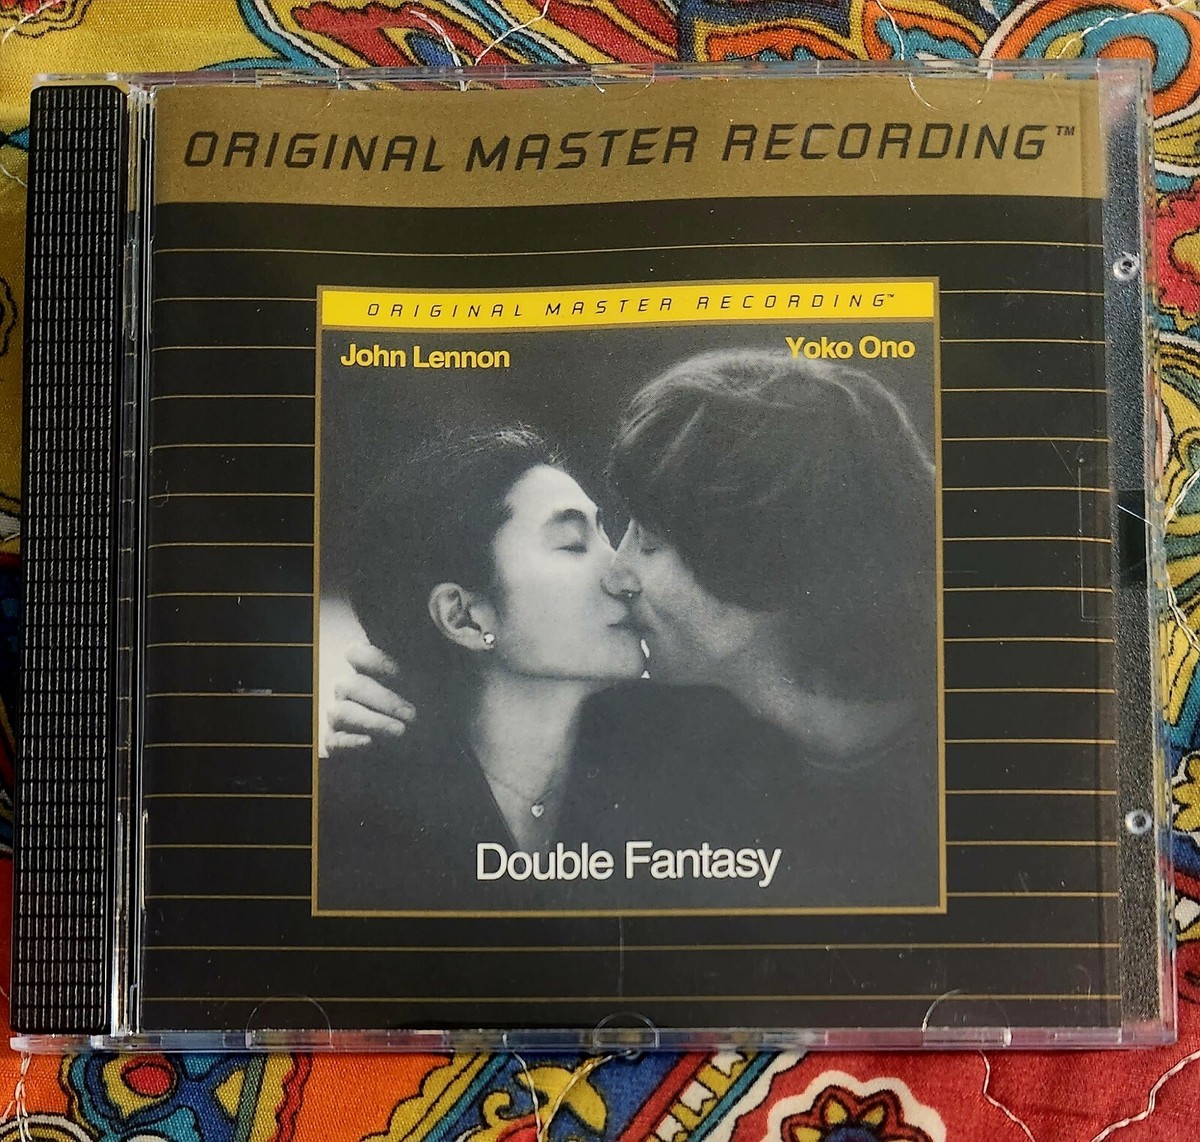 ORIGINAL MASTER RECORDING™
ORIGINAL MASTER RECORDING™
John Lennon Yoko Ono
Double Fantasy